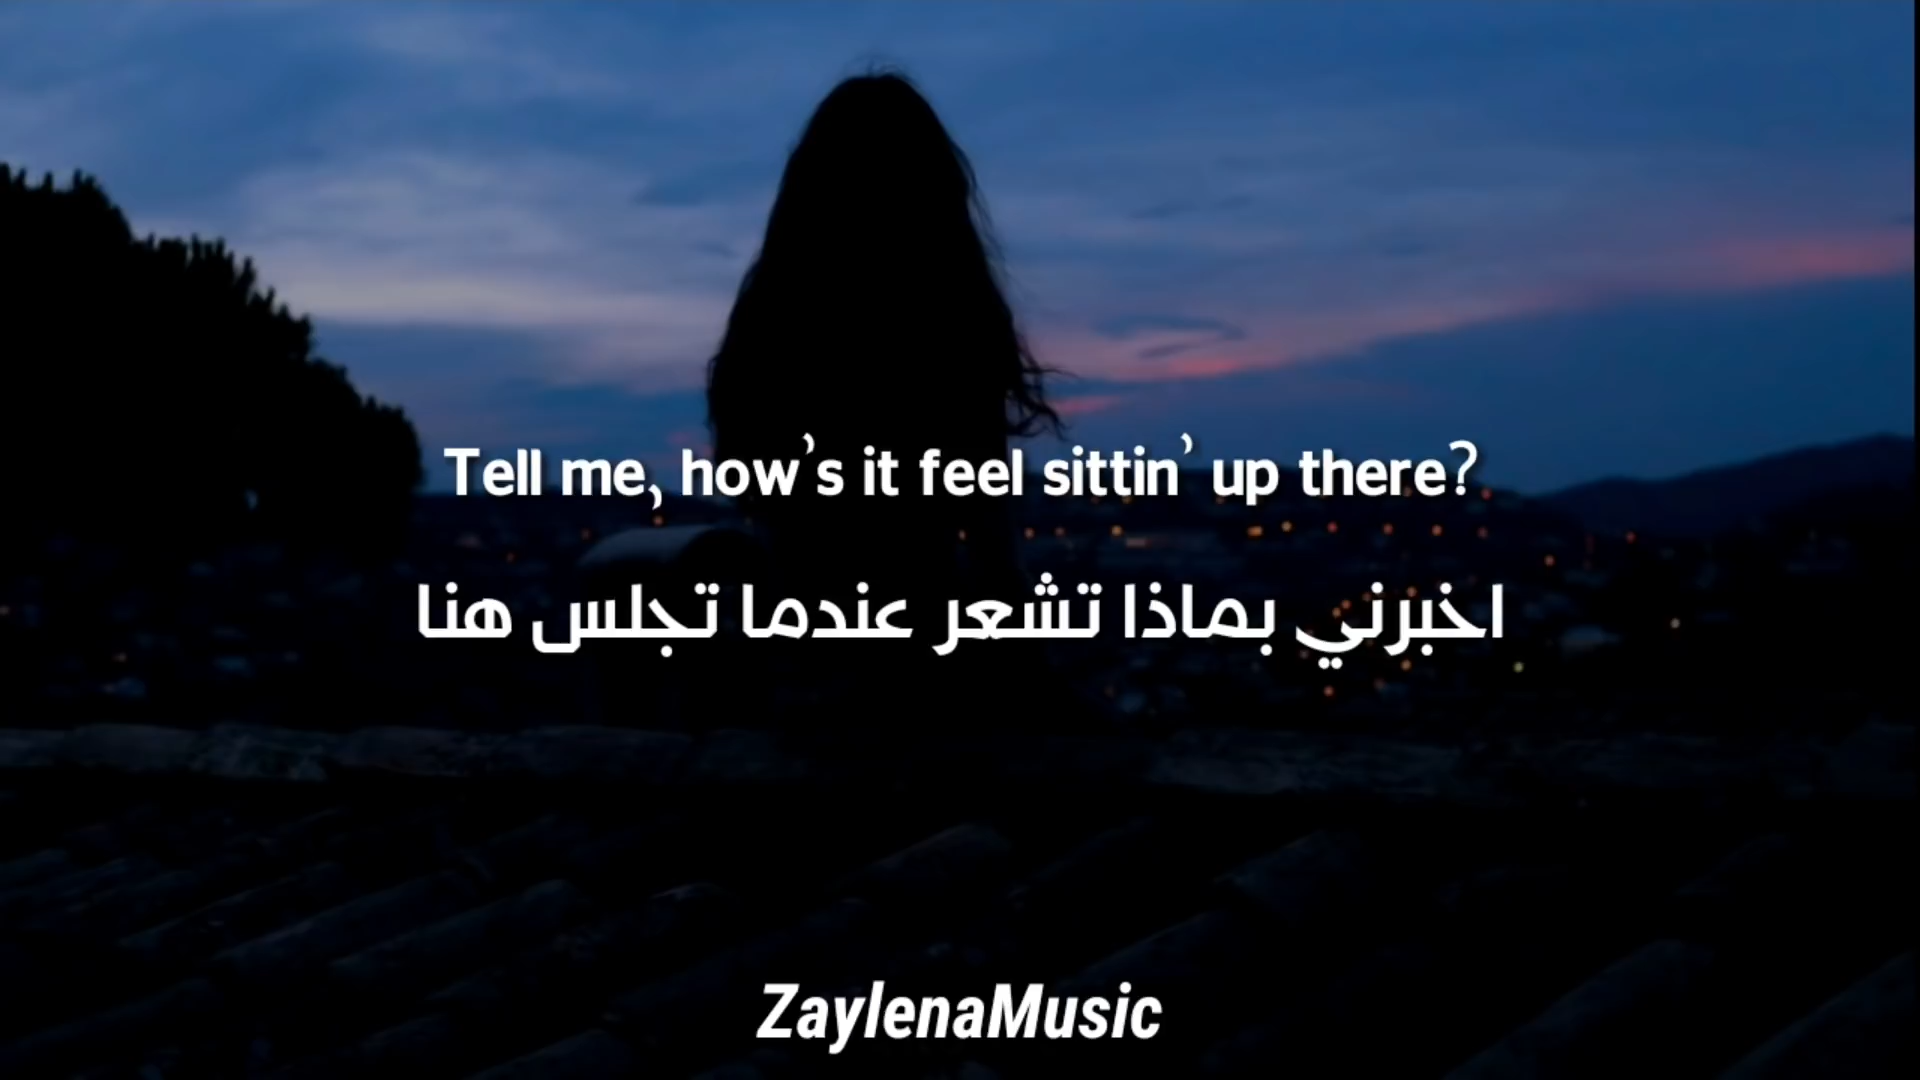 Tell me, how's it feel sittin' up there?
اخبرني بماذا تشعر عندما تجلس هنا
ZaylenaMusic